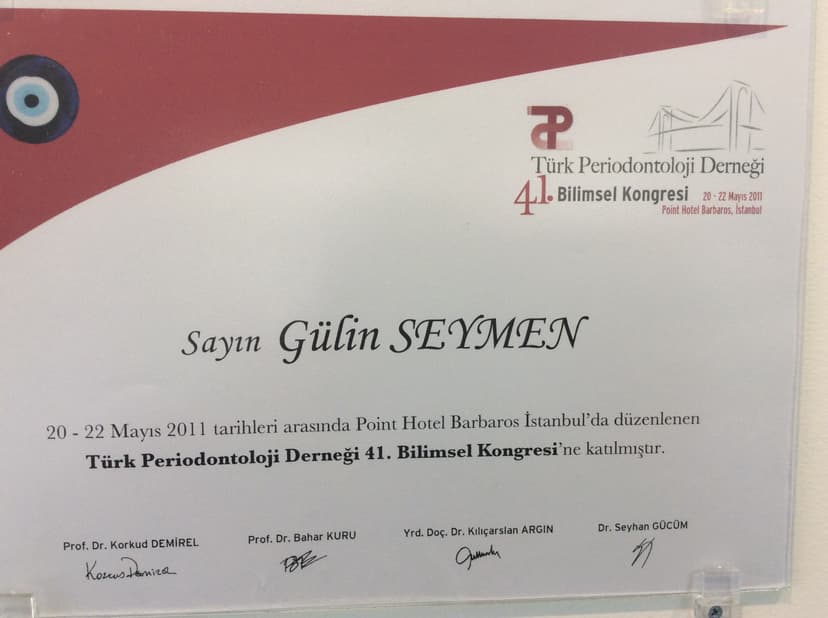 Türk Periodontoloji Derneği
41. Bilimsel Kongresi 20 - 22 Mayıs 2011
Point Hotel Barbaros, İstanbul
Sayın Gülin SEYMEN
20 - 22 Mayıs 2011 tarihleri arasında Point Hotel Barbaros İstanbul'da düzenlenen
Türk Periodontoloji Derneği 41. Bilimsel Kongresi'ne katılmıştır.
Prof. Dr. Korkud DEMİREL Prof. Dr. Bahar KURU Yrd. Doç. Dr. Kılıçarslan ARGIN Dr. Seyhan GÜCÜM